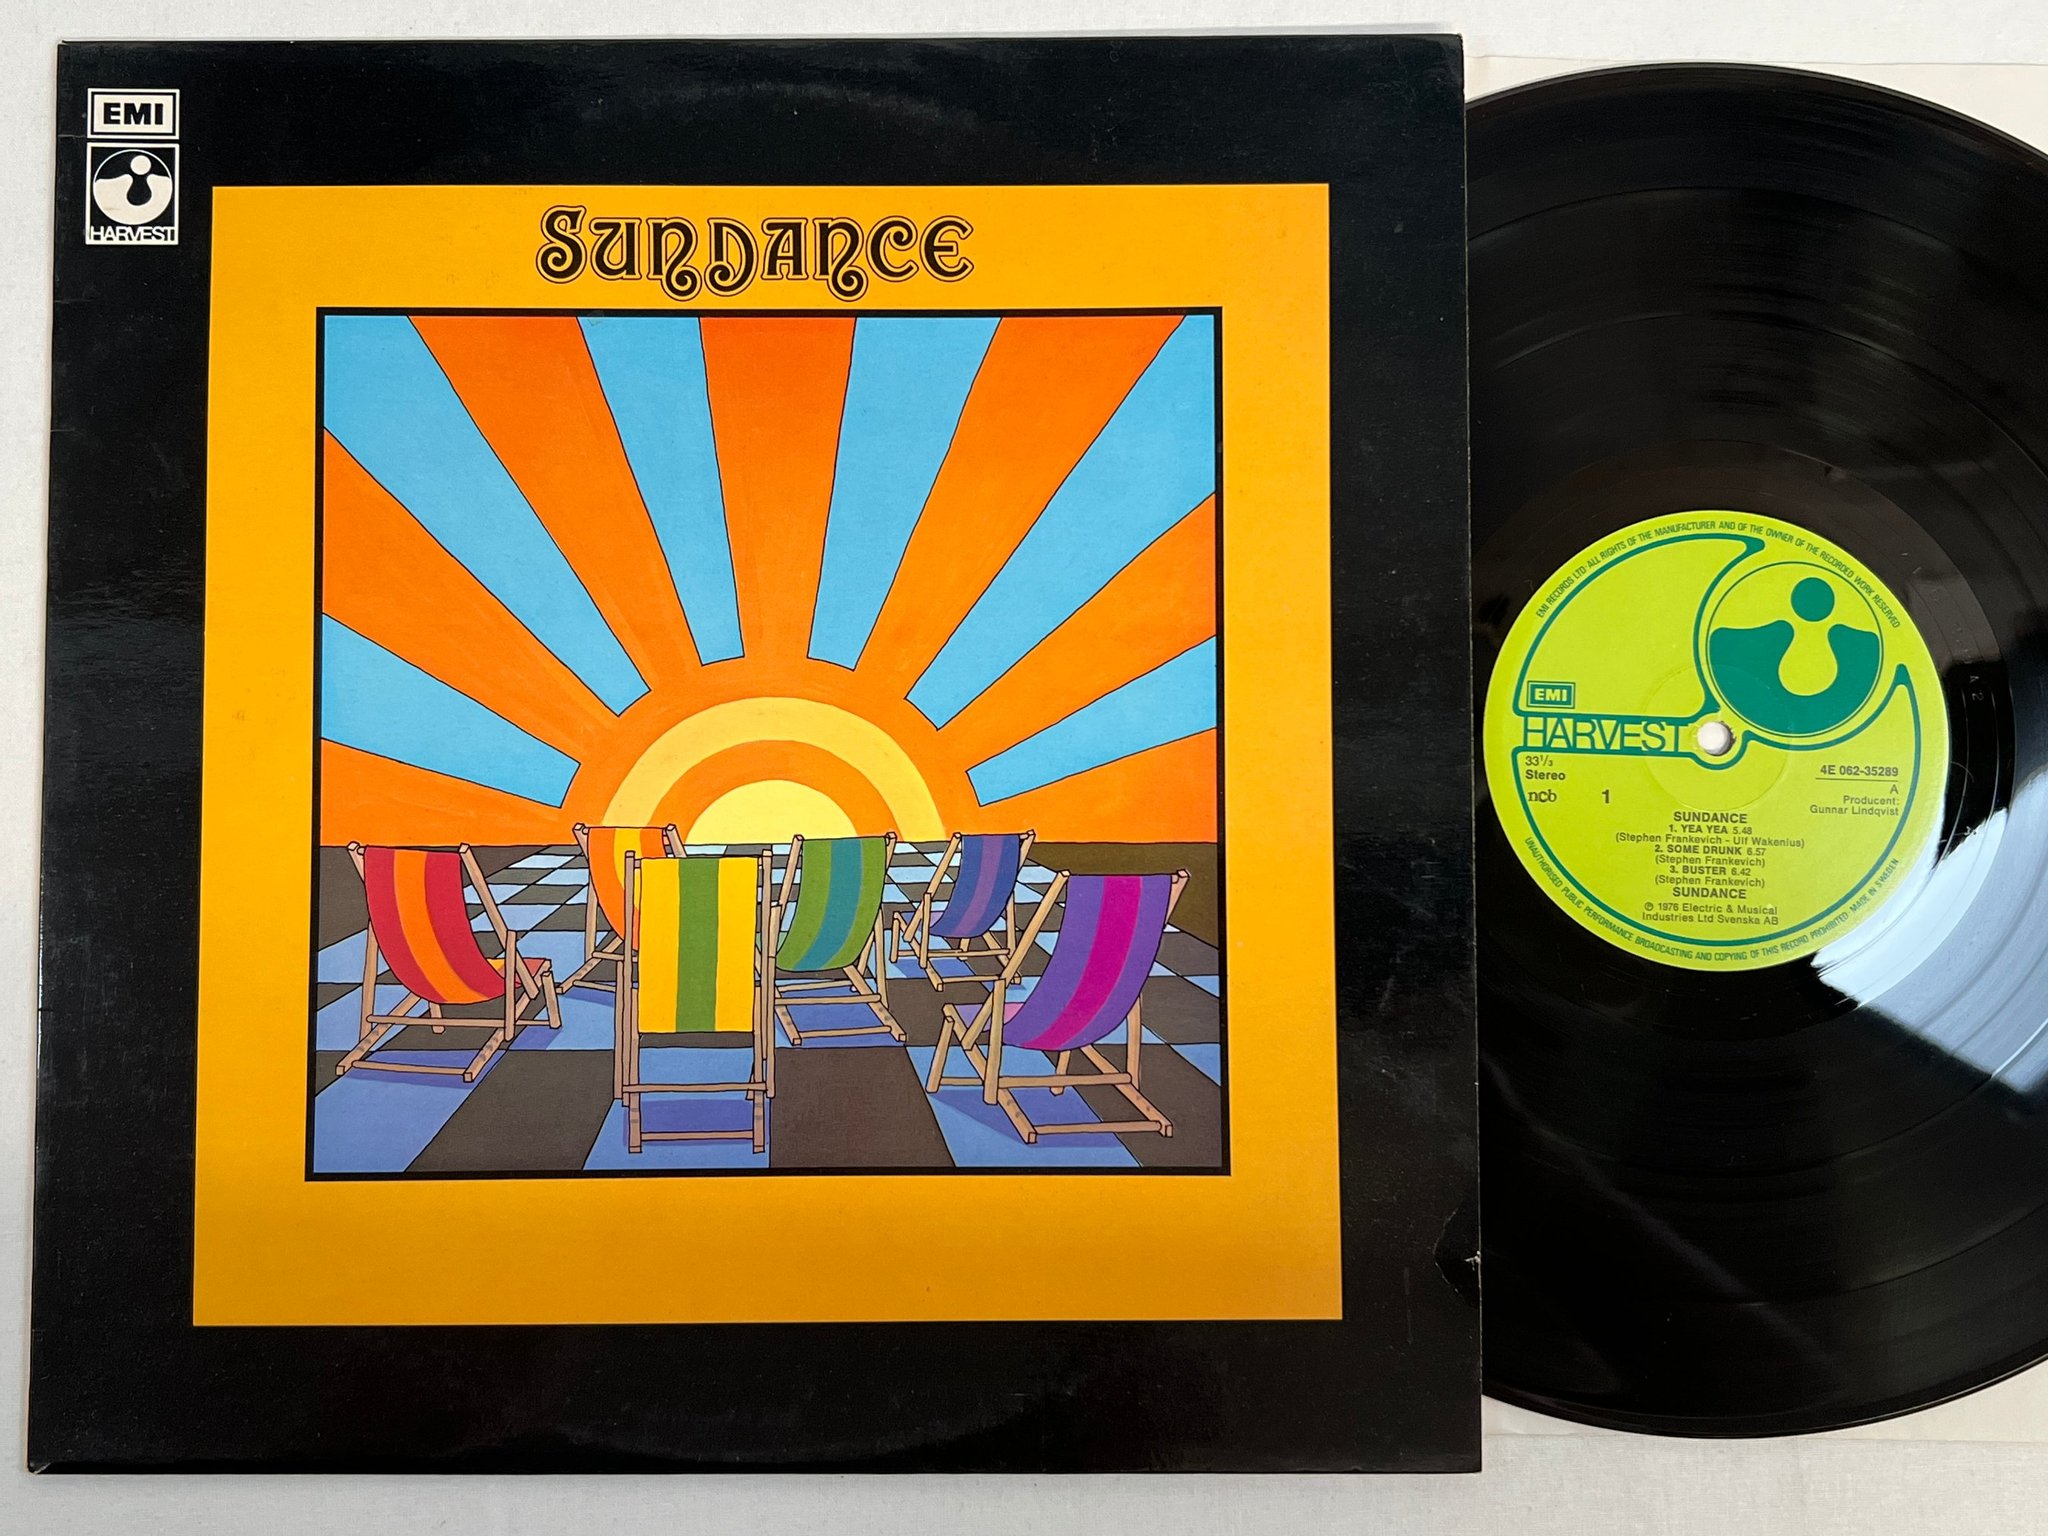 EMI
HARVEST
SUNDANCE
EMI RECORDS LTD · ALL RIGHTS OF THE MANUFACTURER AND OF THE OWNER OF THE RECORDED WORK RESERVED
EMI
HARVEST
33⅓
Stereo
ncb
1
4E 062-35289
A
Producent:
Gunnar Lindqvist
SUNDANCE
1. YEA YEA 5.48
(Stephen Frankevich - Ulf Wakenius)
2. SOME DRUNK 6.57
(Stephen Frankevich)
3. BUSTER 6.42
(Stephen Frankevich)
SUNDANCE
℗ 1976 Electric & Musical
Industries Ltd Svenska AB
UNAUTHORISED PUBLIC PERFORMANCE BROADCASTING AND COPYING OF THIS RECORD PROHIBITED · MADE IN SWEDEN
A 2